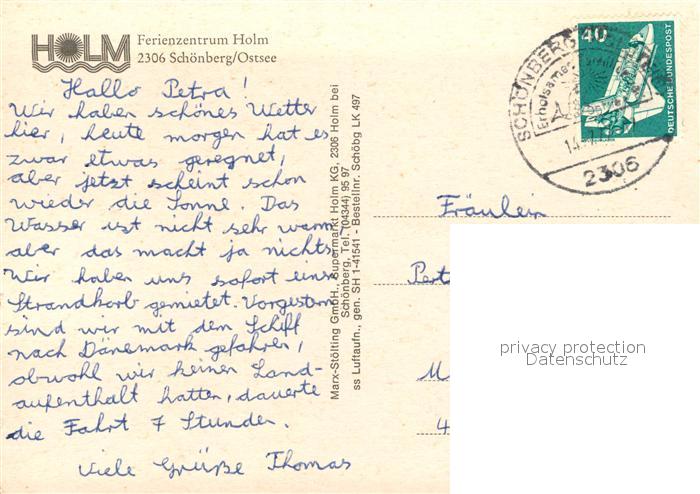 HOLM
Ferienzentrum Holm
2306 Schönberg/Ostsee
Hallo Petra!
Wir haben schönes Wetter
hier, heute morgen hat es
zwar etwas geregnet,
aber jetzt scheint schon
wieder die Sonne. Das
Wasser ist nicht sehr warm
aber das macht ja nichts
Wir haben uns sofort einen
Strandkorb gemietet. Vorgestern
sind wir mit dem Schiff
nach Dänemark gefahren,
obwohl wir keinen Land-
aufenthalt hatten, dauerte
die Fahrt 7 Stunden.
Viele Grüße Thomas
Marx-Stölting GmbH., Supermarkt Holm KG, 2306 Holm bei
Schönberg, Tel. (04344) 95 97
ss Luftaufn., gen. SH 1-41541 - Bestellnr. Schöbg LK 497
SCHÖNBERG
2306
40
DEUTSCHE BUNDESPOST
Fräulein
Pet
M
4
privacy protection
Datenschutz